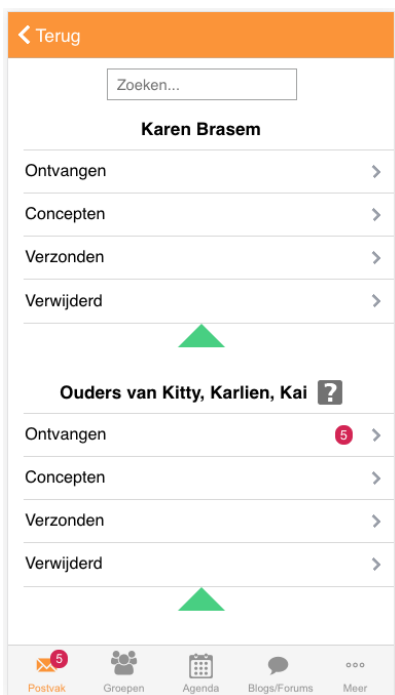 Terug
Zoeken...
Karen Brasem
Ontvangen
Concepten
Verzonden
Verwijderd
Ouders van Kitty, Karlien, Kai ?
Ontvangen 5
Concepten
Verzonden
Verwijderd
5
Postvak Groepen Agenda Blogs/Forums Meer